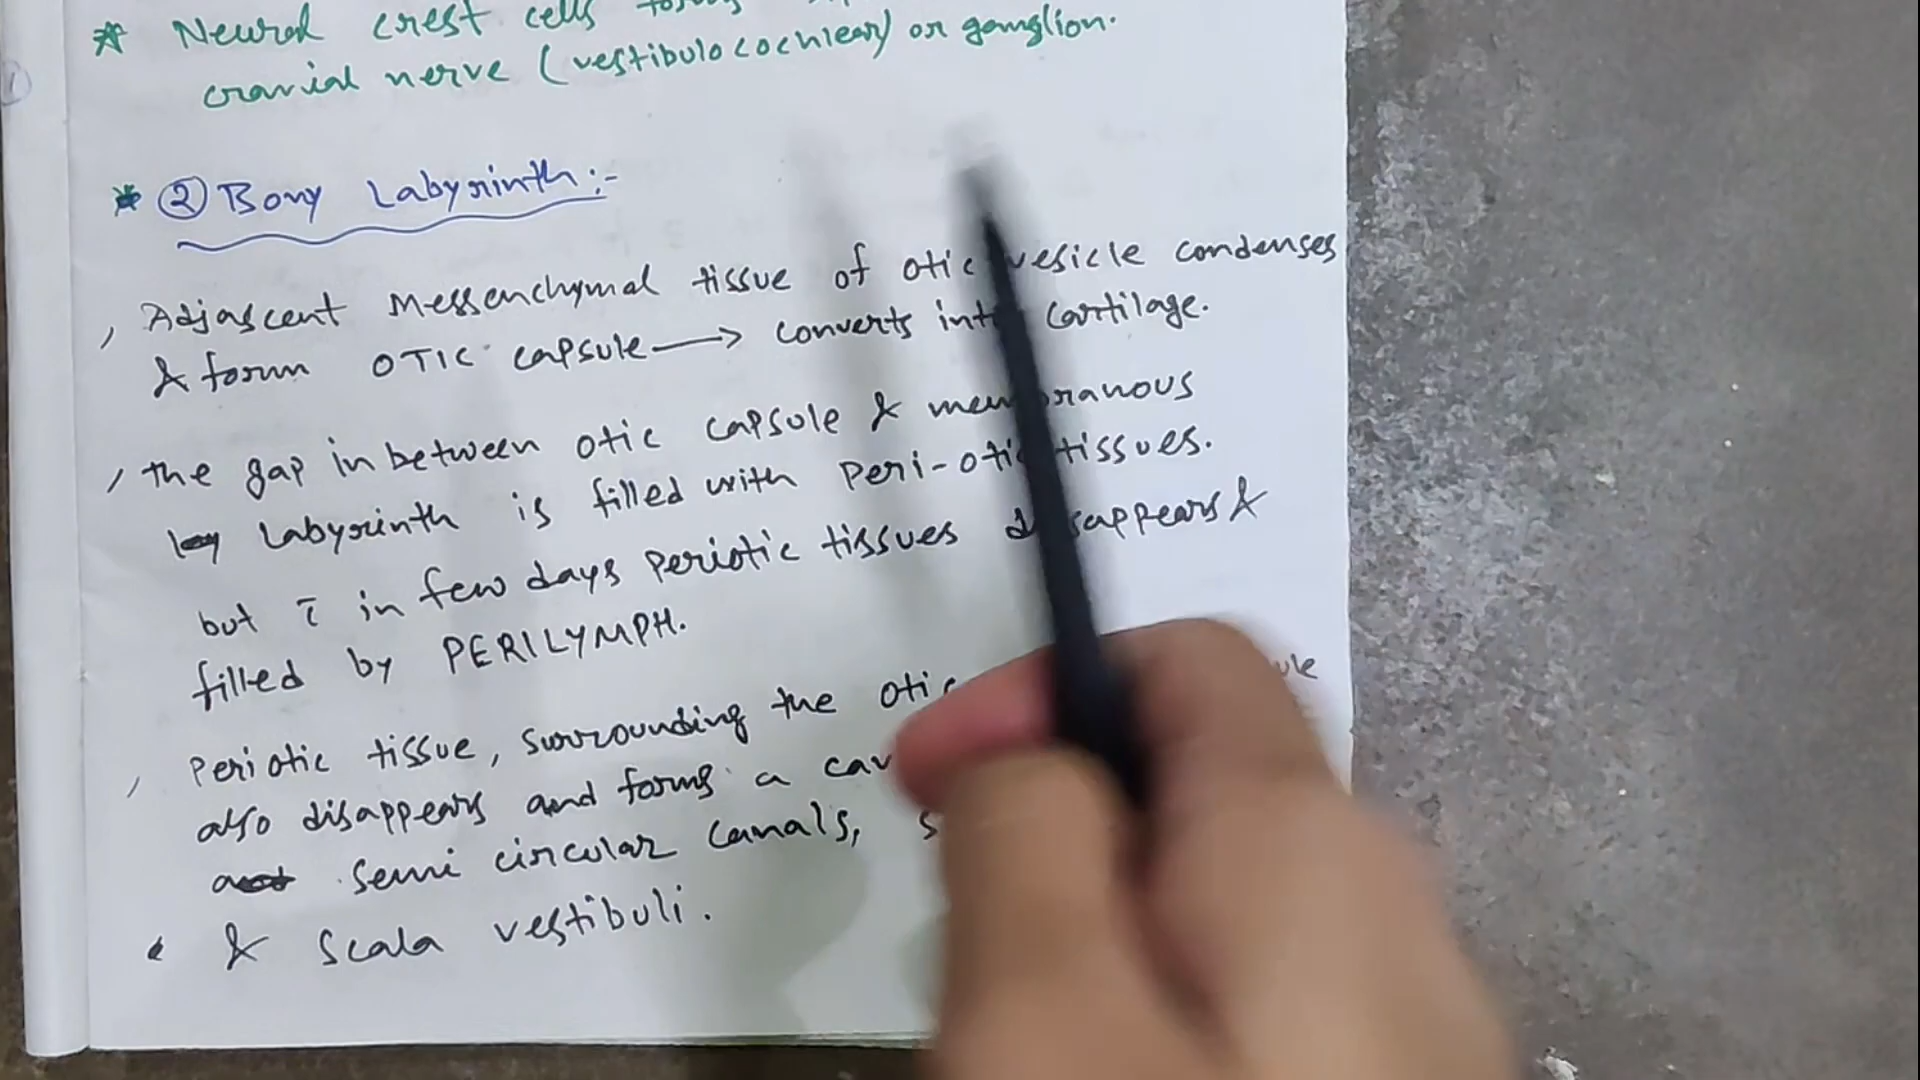 * Neural crest cells forms
cranial nerve (vestibulocochlear) or ganglion.
* ② Bony Labyrinth:-
, Adjascent Messenchymal tissue of otic vesicle condenses
& form OTIC capsule → converts into cartilage.
, the gap in between otic capsule & membranous
Labyrinth is filled with peri-otic tissues.
but in few days periotic tissues disappears &
filled by PERILYMPH.
, Periotic tissue, surrounding the otic
also disappears and forms a
semi circular canals,
& scala vestibuli.